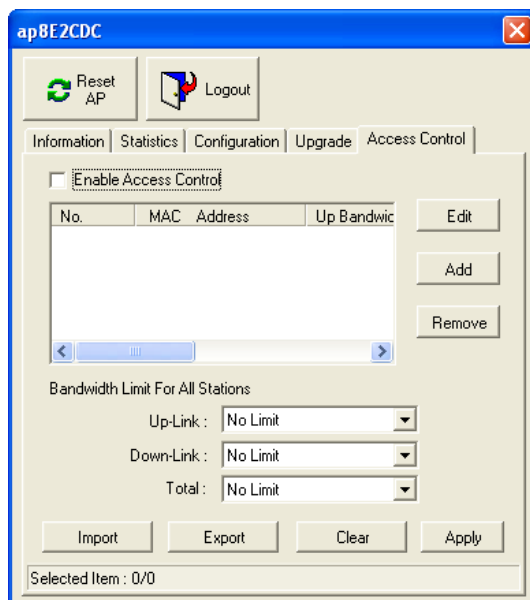 ap8E2CDC
Reset AP
Logout
Information Statistics Configuration Upgrade Access Control
Enable Access Control
No. MAC Address Up Bandwic
Edit
Add
Remove
Bandwidth Limit For All Stations
Up-Link : No Limit
Down-Link : No Limit
Total : No Limit
Import Export Clear Apply
Selected Item : 0/0